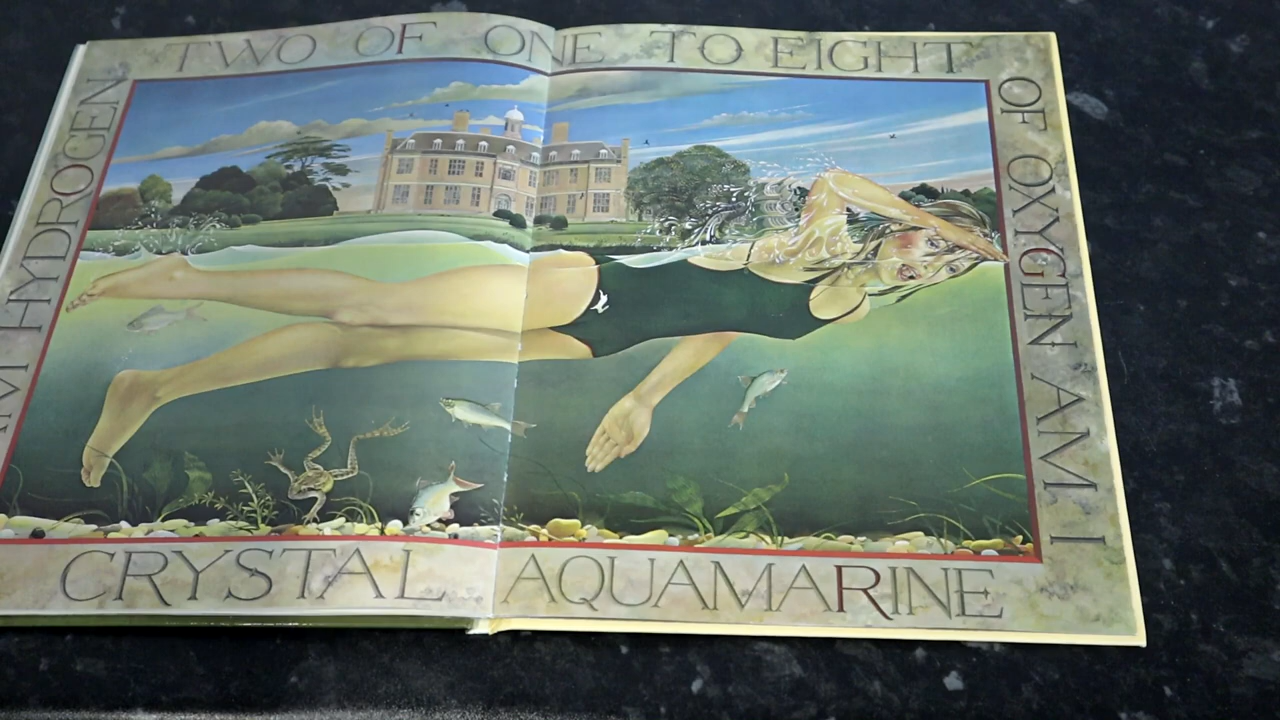 TWO OF ONE TO EIGHT
OF OXYGEN AM I
CRYSTAL AQUAMARINE
HYDROGEN